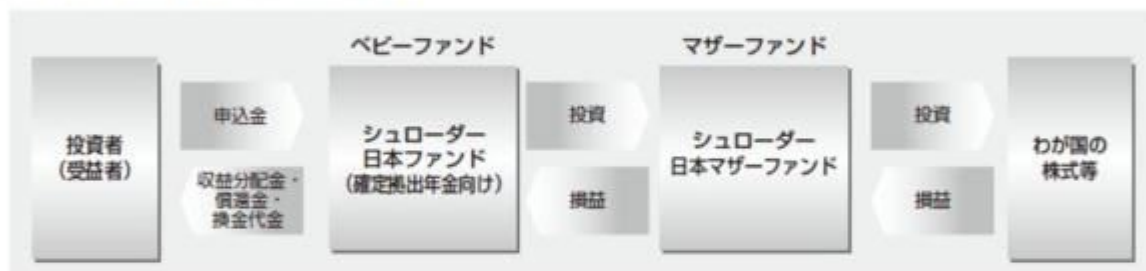 ベビーファンド
マザーファンド
投資者
（受益者）
申込金
収益分配金・
償還金・
換金代金
シュローダー
日本ファンド
（確定拠出年金向け）
投資
損益
シュローダー
日本マザーファンド
投資
損益
わが国の
株式等